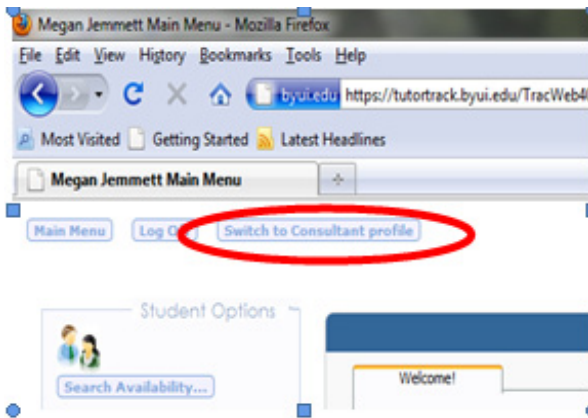 Megan Jemmett Main Menu - Mozilla Firefox
File Edit View History Bookmarks Tools Help
byui.edu https://tutortrack.byui.edu/TracWeb4
Most Visited Getting Started Latest Headlines
Megan Jemmett Main Menu
Main Menu Log Switch to Consultant profile
Student Options
Search Availability...
Welcome!